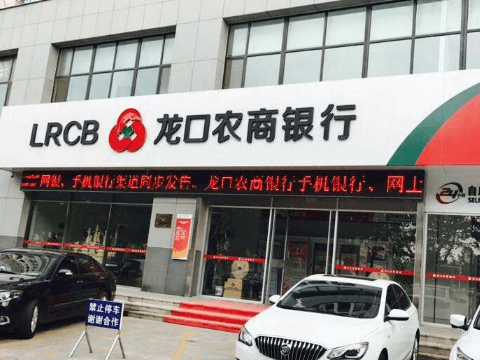 LRCB 龙口农商银行
网银、手机银行渠道同步发售。龙口农商银行手机银行、网上
自
SEL
禁止停车
谢谢合作